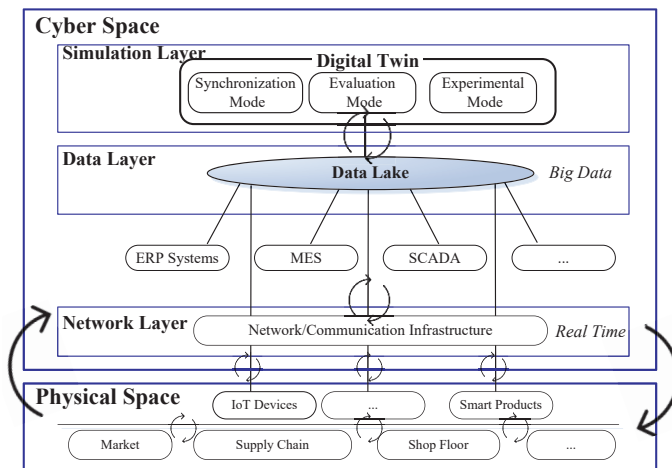 Cyber Space
Simulation Layer
Digital Twin
Synchronization
Mode
Evaluation
Mode
Experimental
Mode
Data Layer
Data Lake
Big Data
ERP Systems
MES
SCADA
...
Network Layer
Network/Communication Infrastructure
Real Time
Physical Space
IoT Devices
...
Smart Products
Market
Supply Chain
Shop Floor
...